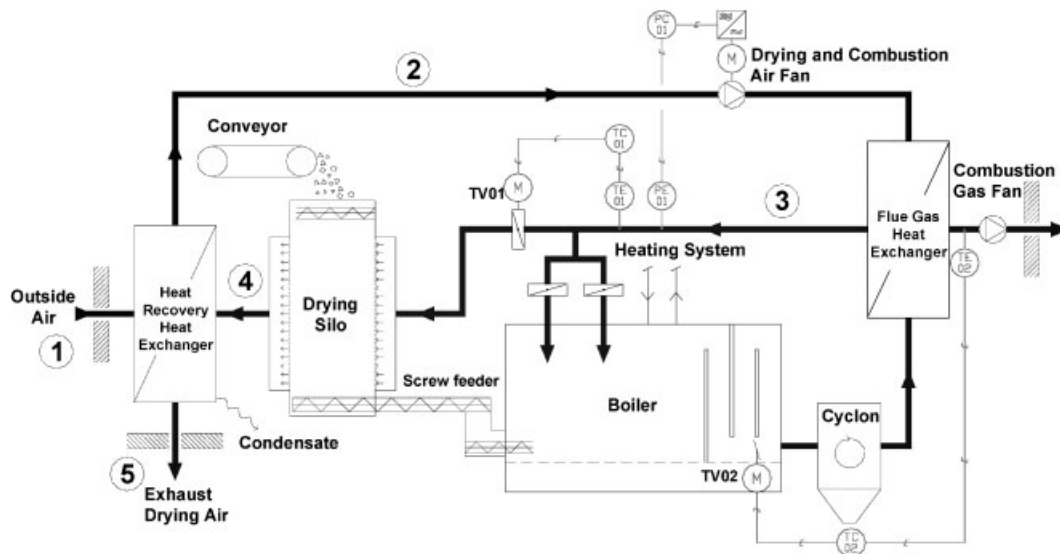 2
PC
01
M
Drying and Combustion
Air Fan
Conveyor
TC
01
TV01
M
TE
01
PE
01
3
Combustion
Gas Fan
Flue Gas
Heat
Exchanger
TE
02
Heating System
Outside
Air
1
Heat
Recovery
Heat
Exchanger
4
Drying
Silo
Screw feeder
Boiler
Cyclon
Condensate
5
Exhaust
Drying Air
TV02
M
TC
02